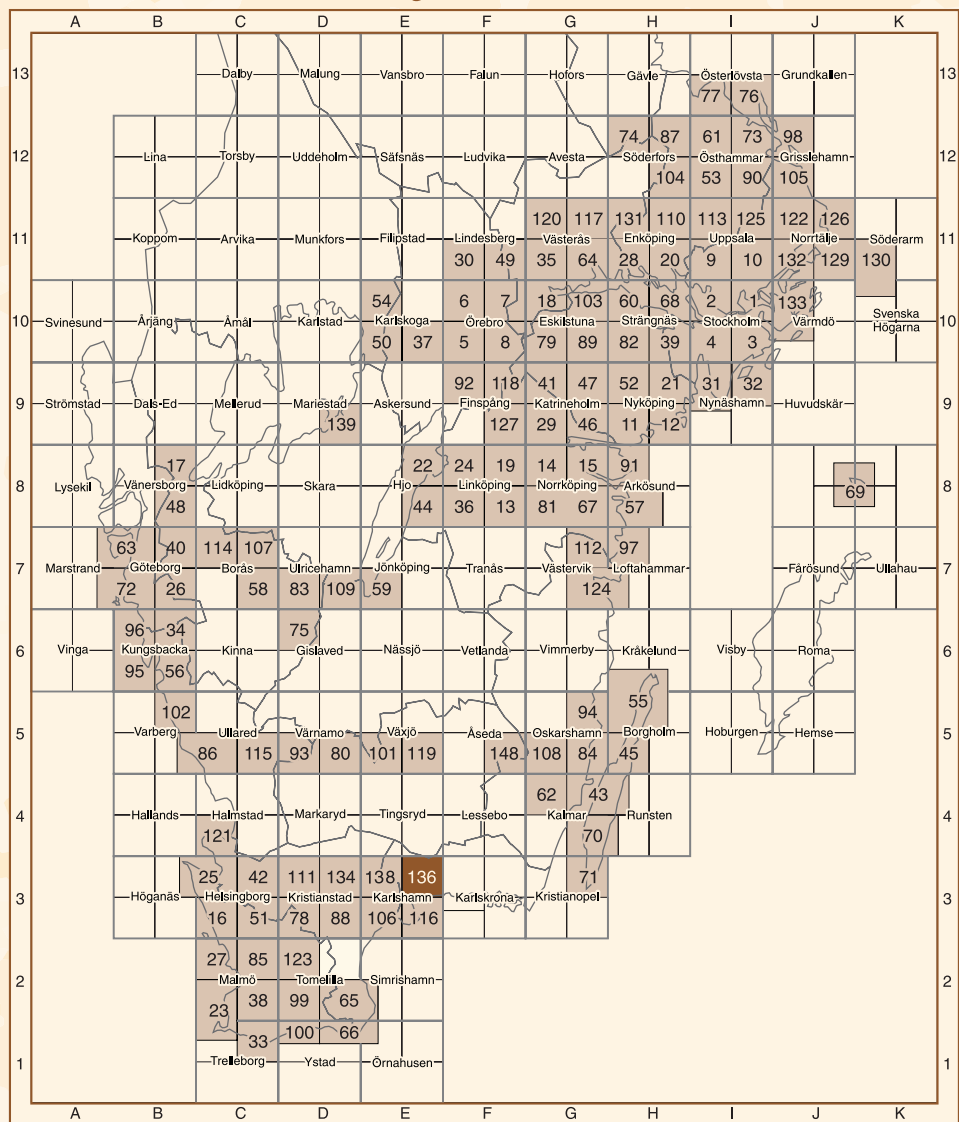 A B C D E F G H I J K
13 Dalby Malung Vansbro Falun Hofors Gävle Österlövsta Grundkallen 13
77 76
74 87 61 73 98
12 Lina Torsby Uddeholm Säfsnäs Ludvika Avesta Söderfors Östhammar Grisslehamn 12
104 53 90 105
120 117 131 110 113 125 122 126
11 Koppom Arvika Munkfors Filipstad Lindesberg Västerås Enköping Uppsala Norrtälje Söderarm 11
30 49 35 64 28 20 9 10 132 129 130
54 6 7 18 103 60 68 2 1 133
10 Svinesund Årjäng Åmål Karlstad Karlskoga Örebro Eskilstuna Strängnäs Stockholm Värmdö Svenska Högarna 10
50 37 5 8 79 89 82 39 4 3
92 118 41 47 52 21 31 32
9 Strömstad Dals-Ed Mellerud Mariestad Askersund Finspång Katrineholm Nyköping Nynäshamn Huvudskär 9
139 127 29 46 11 12
17 22 24 19 14 15 91
8 Lysekil Vänersborg Lidköping Skara Hjo Linköping Norrköping Arkösund 69 8
48 44 36 13 81 67 57
63 40 114 107 112 97
7 Marstrand Göteborg Borås Ulricehamn Jönköping Tranås Västervik Loftahammar Fårösund Ullahau 7
72 26 58 83 109 59 124
96 34 75
6 Vinga Kungsbacka Kinna Gislaved Nässjö Vetlanda Vimmerby Kråkelund Visby Roma 6
95 56
102 94 55
5 Varberg Ullared Värnamo Växjö Åseda Oskarshamn Borgholm Hoburgen Hemse 5
86 115 93 80 101 119 148 108 84 45
62 43
4 Hallands Halmstad Markaryd Tingsryd Lessebo Kalmar Runsten 4
121 70
25 42 111 134 138 136 71
3 Höganäs Helsingborg Kristianstad Karlshamn Karlskrona Kristianopel 3
16 51 78 88 106 116
27 85 123
2 Malmö Tomelilla Simrishamn 2
23 38 99 65
33 100 66
1 Trelleborg Ystad Örnahusen 1
A B C D E F G H I J K